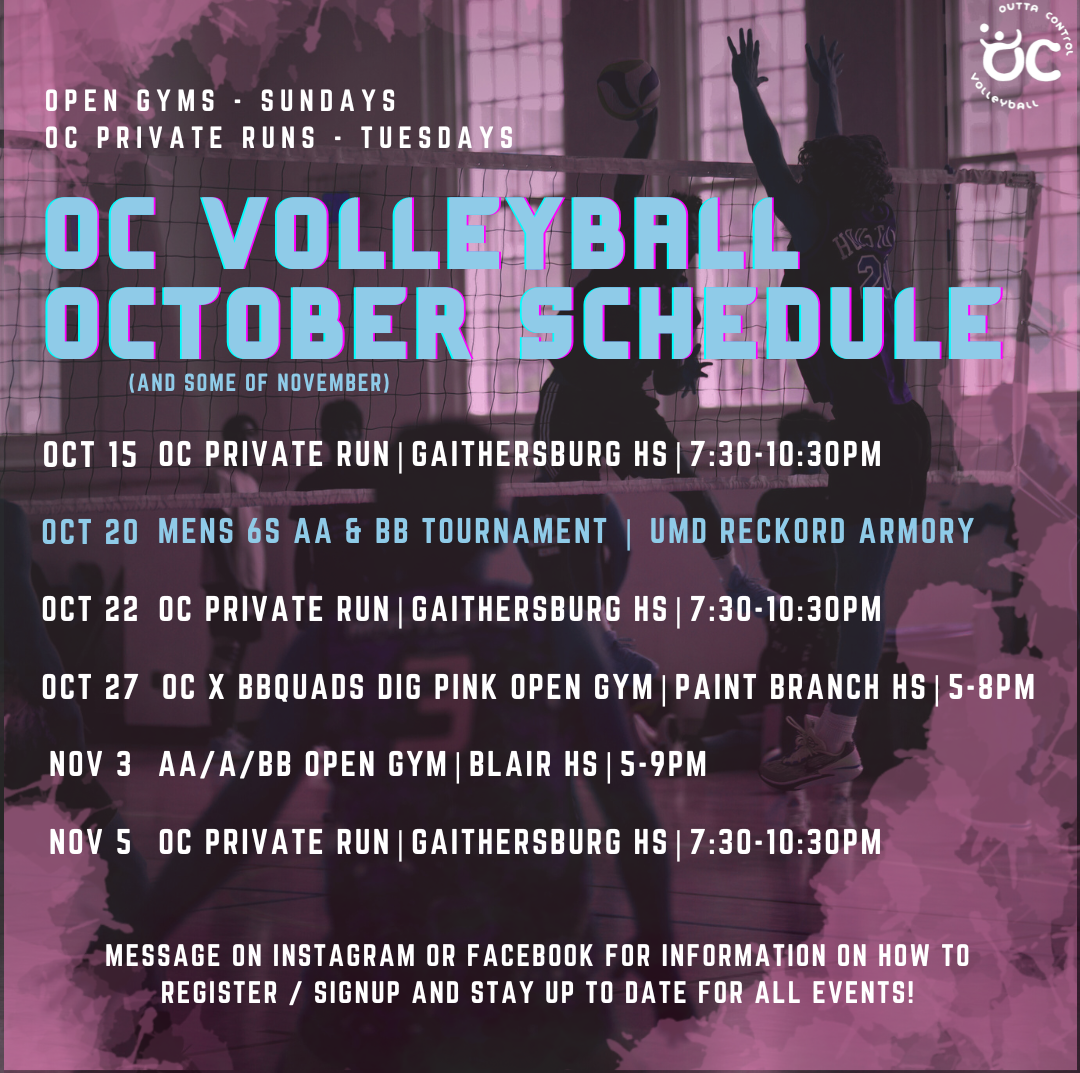 OUTTA CONTROL
OC
VOLLEYBALL
OPEN GYMS - SUNDAYS
OC PRIVATE RUNS - TUESDAYS
OC VOLLEYBALL
OCTOBER SCHEDULE
(AND SOME OF NOVEMBER)
OCT 15 OC PRIVATE RUN|GAITHERSBURG HS|7:30-10:30PM
OCT 20 MENS 6S AA & BB TOURNAMENT | UMD RECKORD ARMORY
OCT 22 OC PRIVATE RUN|GAITHERSBURG HS|7:30-10:30PM
OCT 27 OC X BBQUADS DIG PINK OPEN GYM|PAINT BRANCH HS|5-8PM
NOV 3 AA/A/BB OPEN GYM|BLAIR HS|5-9PM
NOV 5 OC PRIVATE RUN|GAITHERSBURG HS|7:30-10:30PM
MESSAGE ON INSTAGRAM OR FACEBOOK FOR INFORMATION ON HOW TO
REGISTER / SIGNUP AND STAY UP TO DATE FOR ALL EVENTS!
3